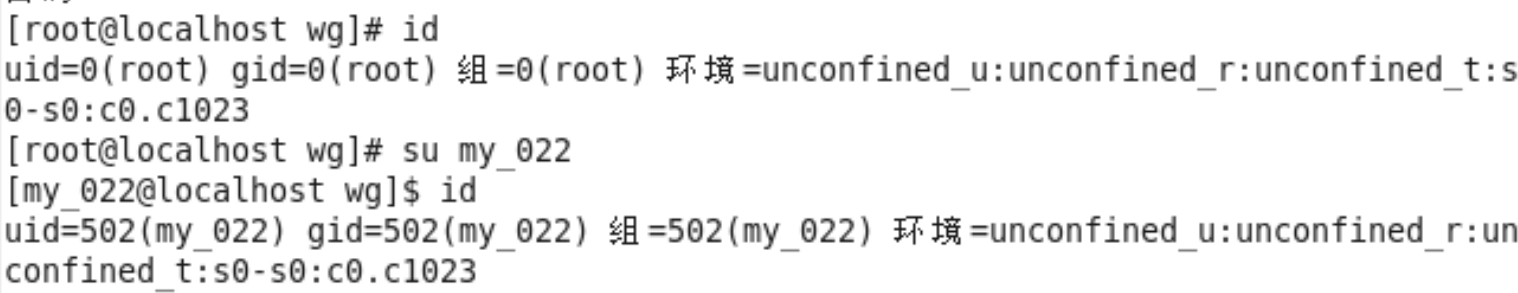 [root@localhost wg]# id
uid=0(root) gid=0(root) 组=0(root) 环境=unconfined_u:unconfined_r:unconfined_t:s
0-s0:c0.c1023
[root@localhost wg]# su my_022
[my_022@localhost wg]$ id
uid=502(my_022) gid=502(my_022) 组=502(my_022) 环境=unconfined_u:unconfined_r:un
confined_t:s0-s0:c0.c1023